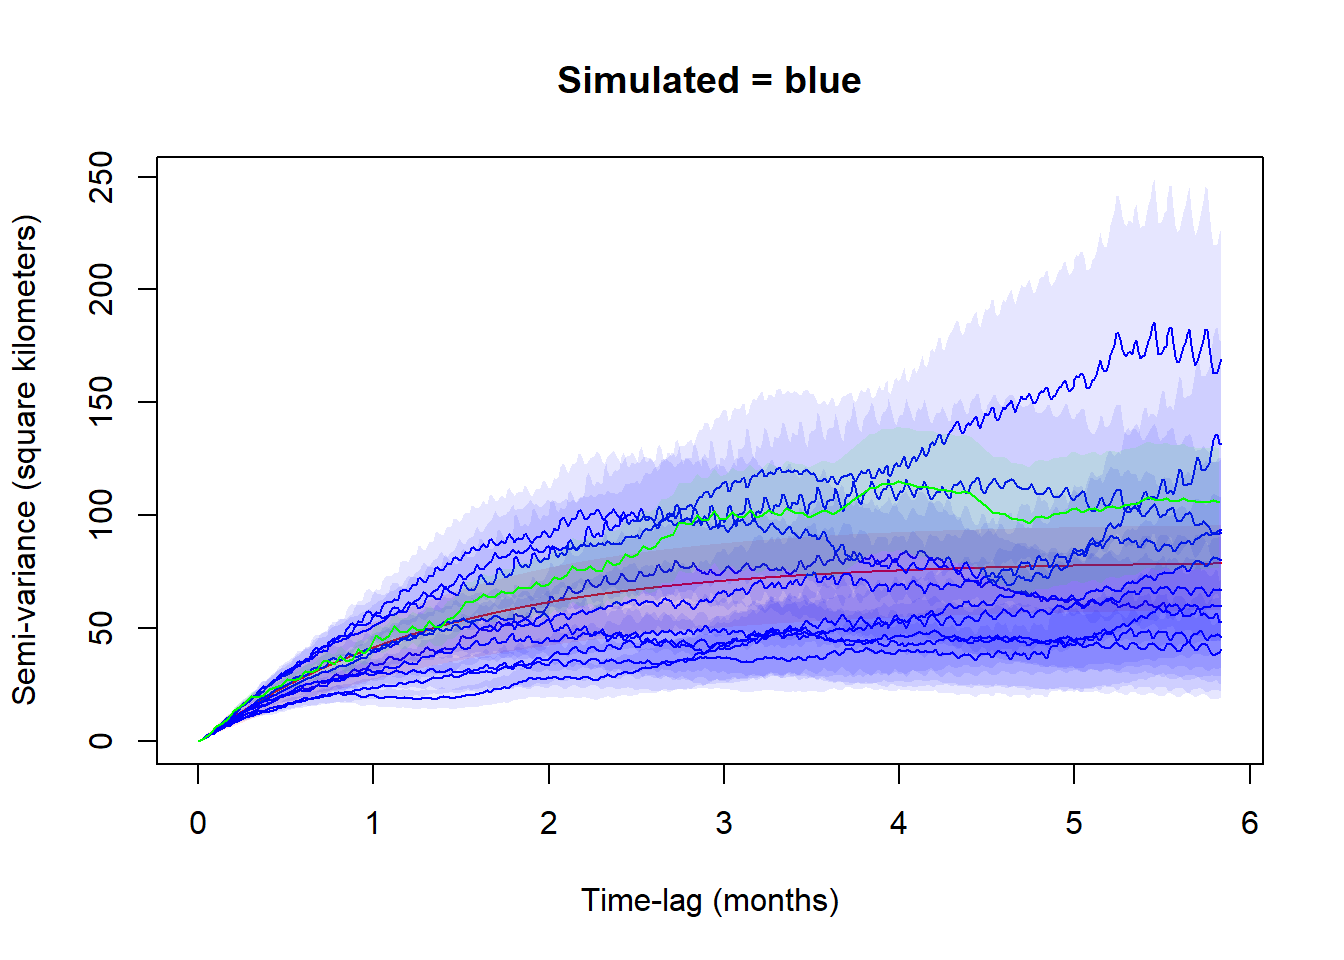 Simulated = blue
Semi-variance (square kilometers)
250
200
150
100
50
0
0 1 2 3 4 5 6
Time-lag (months)